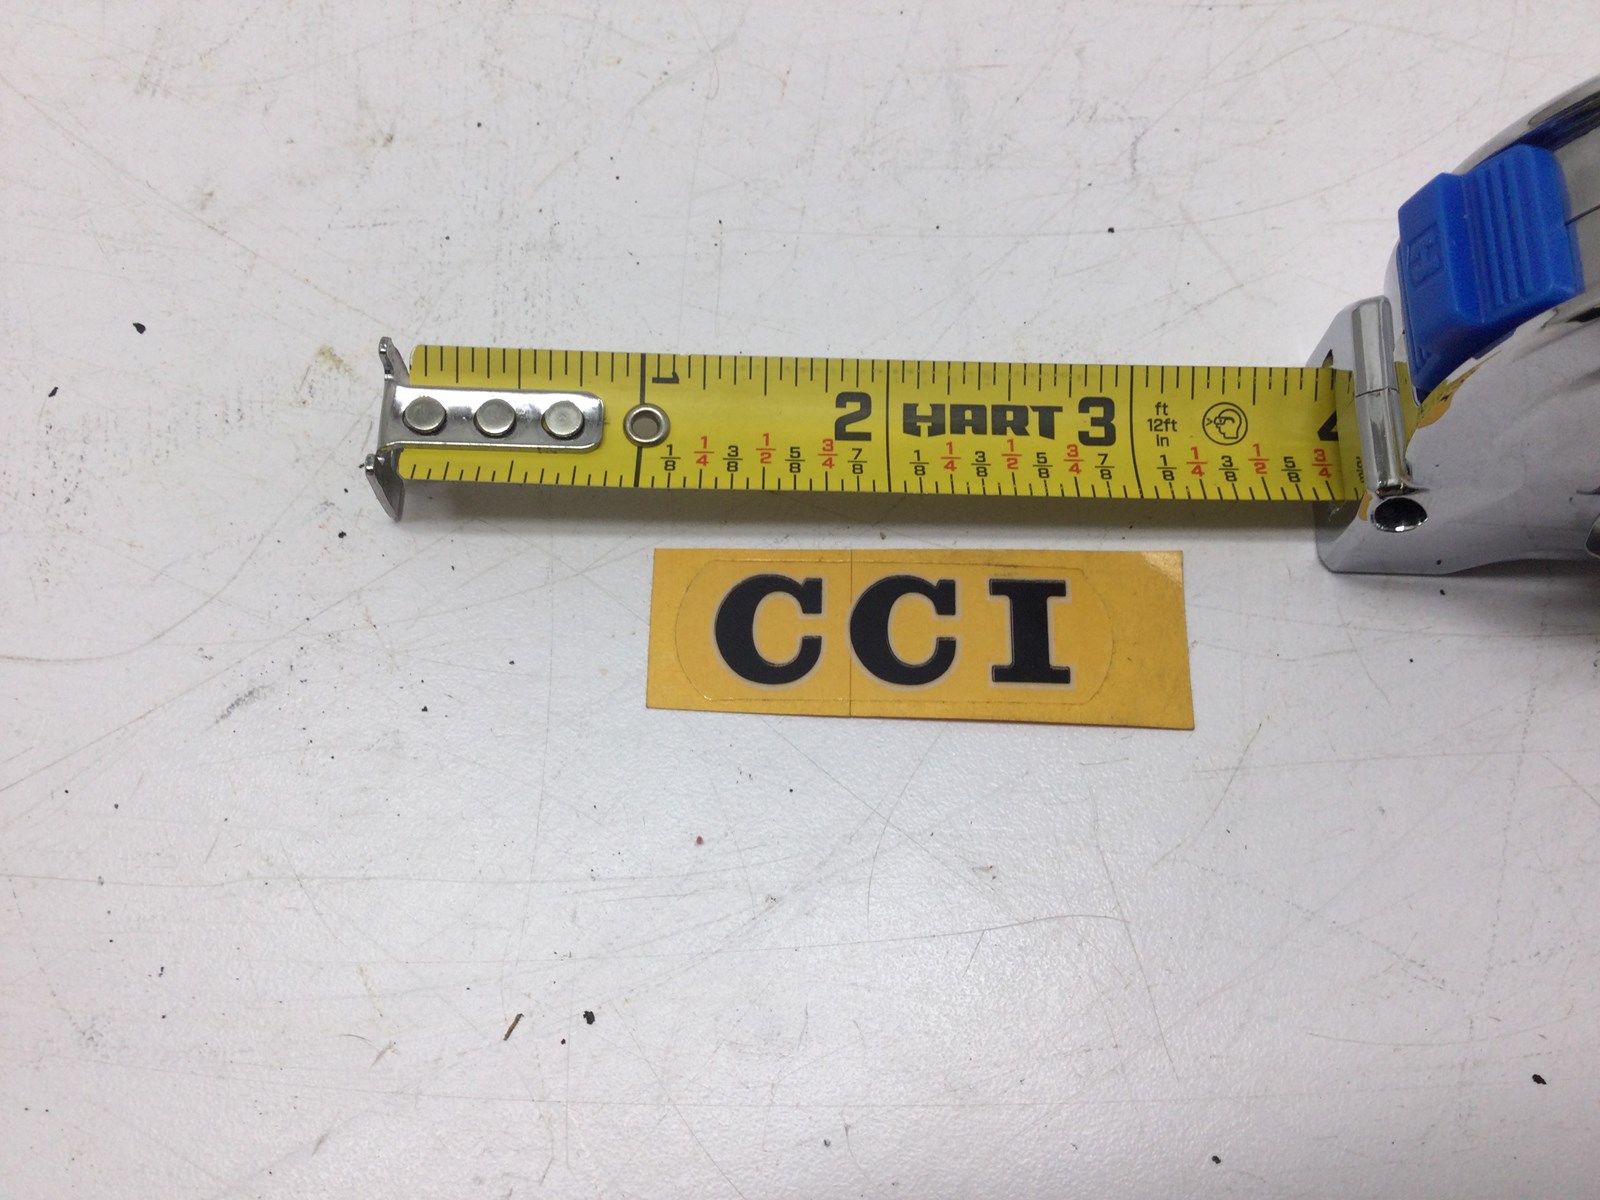 1
2 HART 3 ft 12ft in 4
1/8 1/4 3/8 1/2 5/8 3/4 7/8 1/8 1/4 3/8 1/2 5/8 3/4 7/8 1/8 1/4 3/8 1/2 5/8 3/4
CCI